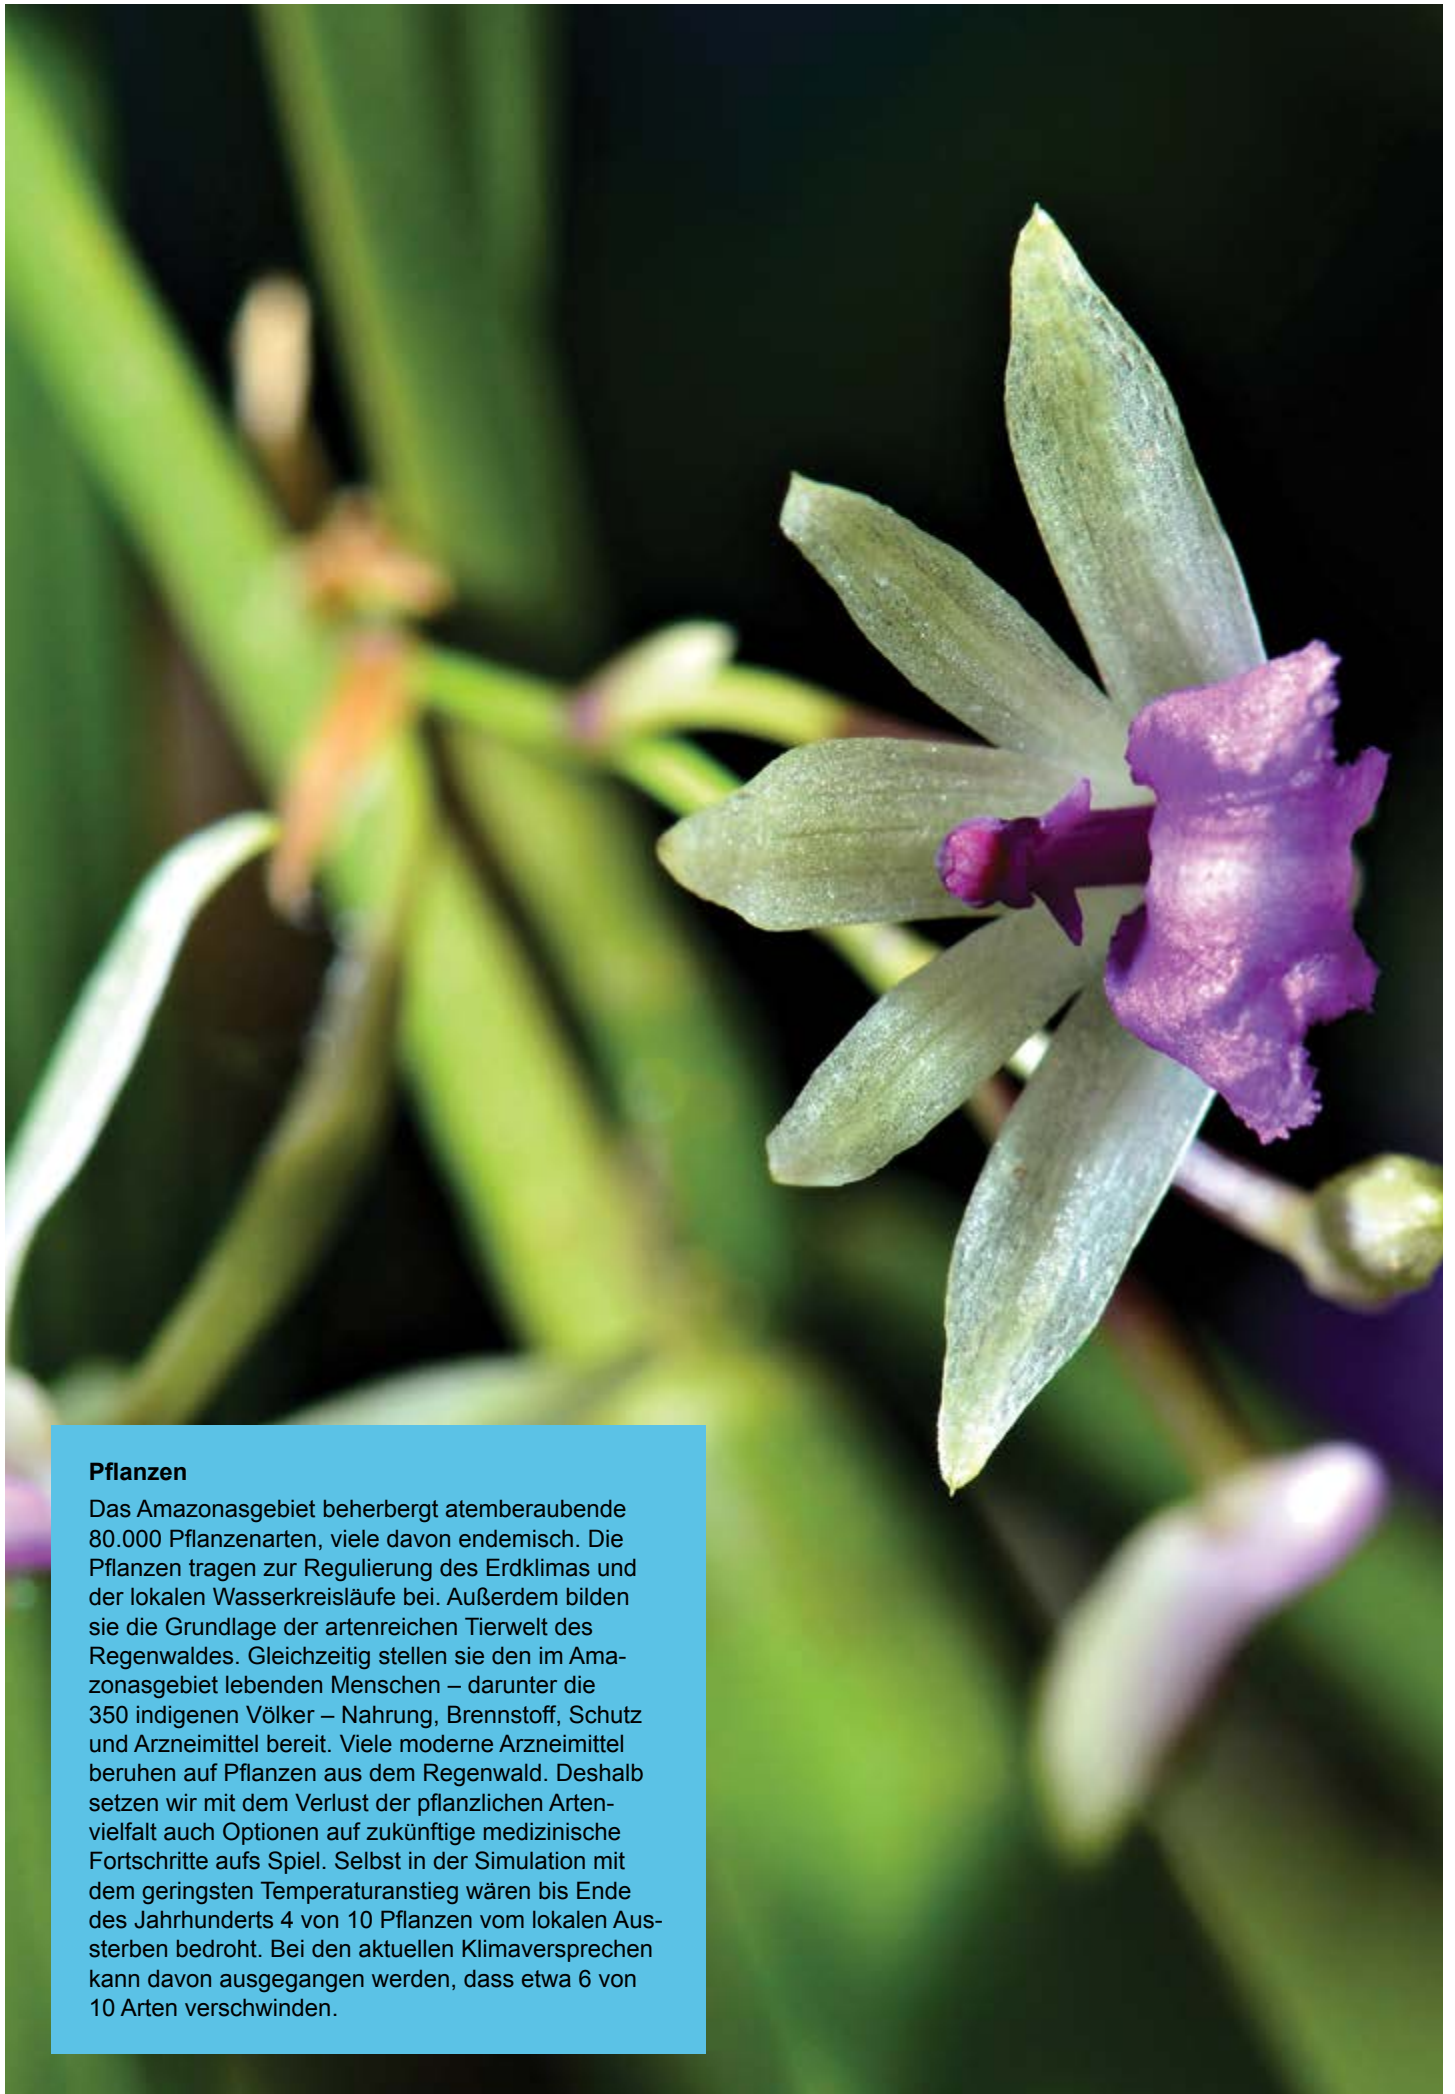 Pflanzen
Das Amazonasgebiet beherbergt atemberaubende
80.000 Pflanzenarten, viele davon endemisch. Die
Pflanzen tragen zur Regulierung des Erdklimas und
der lokalen Wasserkreisläufe bei. Außerdem bilden
sie die Grundlage der artenreichen Tierwelt des
Regenwaldes. Gleichzeitig stellen sie den im Ama-
zonasgebiet lebenden Menschen – darunter die
350 indigenen Völker – Nahrung, Brennstoff, Schutz
und Arzneimittel bereit. Viele moderne Arzneimittel
beruhen auf Pflanzen aus dem Regenwald. Deshalb
setzen wir mit dem Verlust der pflanzlichen Arten-
vielfalt auch Optionen auf zukünftige medizinische
Fortschritte aufs Spiel. Selbst in der Simulation mit
dem geringsten Temperaturanstieg wären bis Ende
des Jahrhunderts 4 von 10 Pflanzen vom lokalen Aus-
sterben bedroht. Bei den aktuellen Klimaversprechen
kann davon ausgegangen werden, dass etwa 6 von
10 Arten verschwinden.